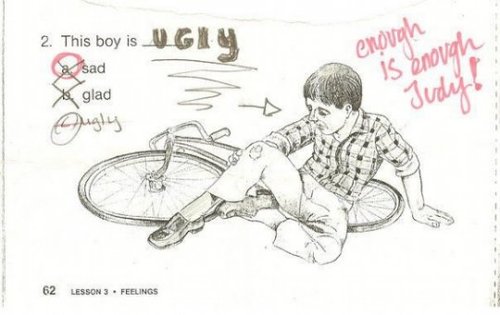 2. This boy is UGly
a. sad
b. glad
c. ugly
enough
is enough
Judy!
62 LESSON 3 • FEELINGS